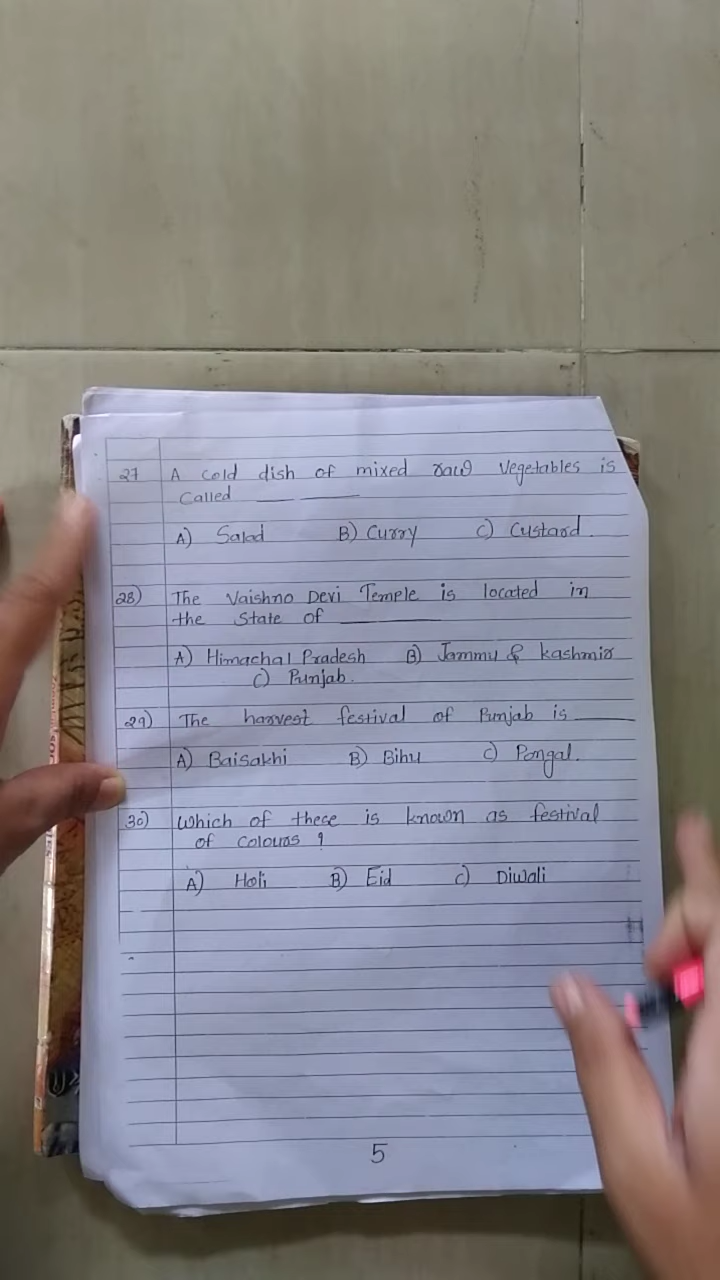 27 A cold dish of mixed raw Vegetables is
called ___ ______
A) Salad B) Curry C) Custard.
28) The Vaishno Devi Temple is located in
the State of __________
A) Himachal Pradesh B) Jammu & kashmir
C) Punjab.
29) The harvest festival of Punjab is ______
A) Baisakhi B) Bihu C) Pongal.
30) Which of these is known as festival
of Colours ?
A) Holi B) Eid C) Diwali
5